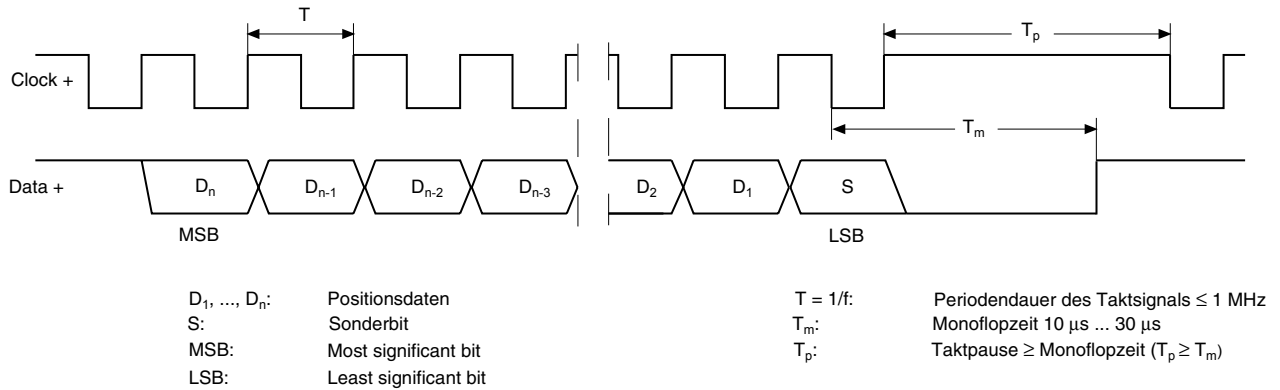 T
Tp
Clock +
Tm
Data +
Dn
Dn-1
Dn-2
Dn-3
D2
D1
S
MSB
LSB
D1, ..., Dn: Positionsdaten
S: Sonderbit
MSB: Most significant bit
LSB: Least significant bit
T = 1/f: Periodendauer des Taktsignals ≤ 1 MHz
Tm: Monoflopzeit 10 μs ... 30 μs
Tp: Taktpause ≥ Monoflopzeit (Tp ≥ Tm)